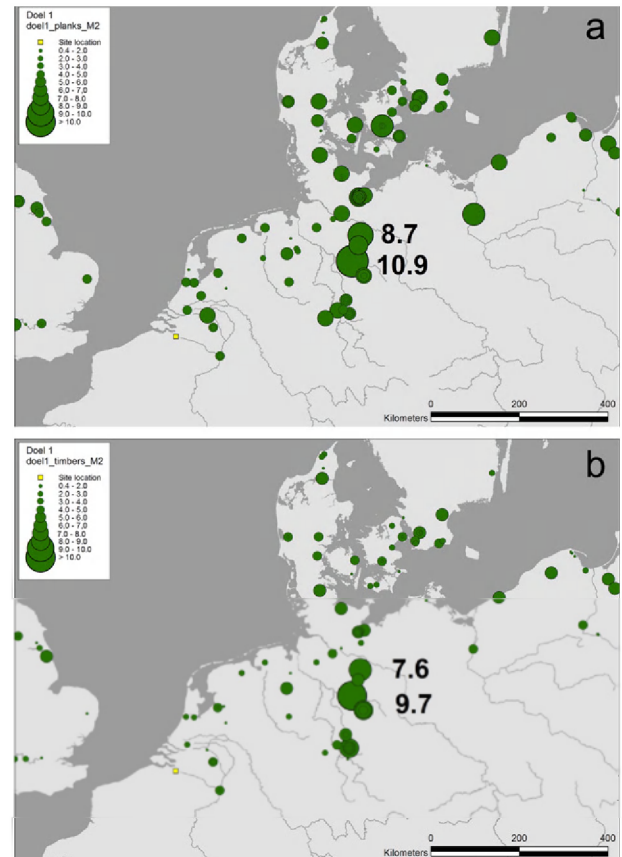 Doel 1
doel1_planks_M2
Site location
0.4 - 2.0
2.0 - 3.0
3.0 - 4.0
4.0 - 5.0
5.0 - 6.0
6.0 - 7.0
7.0 - 8.0
8.0 - 9.0
9.0 - 10.0
> 10.0
a
8.7
10.9
0 200 400
Kilometers
Doel 1
doel1_timbers_M2
Site location
0.4 - 2.0
2.0 - 3.0
3.0 - 4.0
4.0 - 5.0
5.0 - 6.0
6.0 - 7.0
7.0 - 8.0
8.0 - 9.0
9.0 - 10.0
> 10.0
b
7.6
9.7
0 200 400
Kilometers